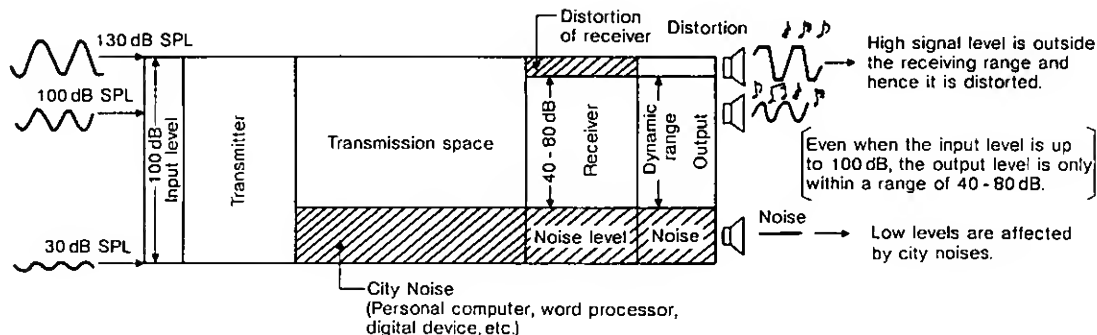 130 dB SPL
100 dB SPL
30 dB SPL
100 dB
Input level
Transmitter
Transmission space
Distortion
of receiver
40 - 80 dB
Receiver
Dynamic
range
Output
Distortion
Noise level
Noise
Noise
City Noise
(Personal computer, word processor,
digital device, etc.)
High signal level is outside
the receiving range and
hence it is distorted.
Even when the input level is up
to 100 dB, the output level is only
within a range of 40 - 80 dB.
Low levels are affected
by city noises.